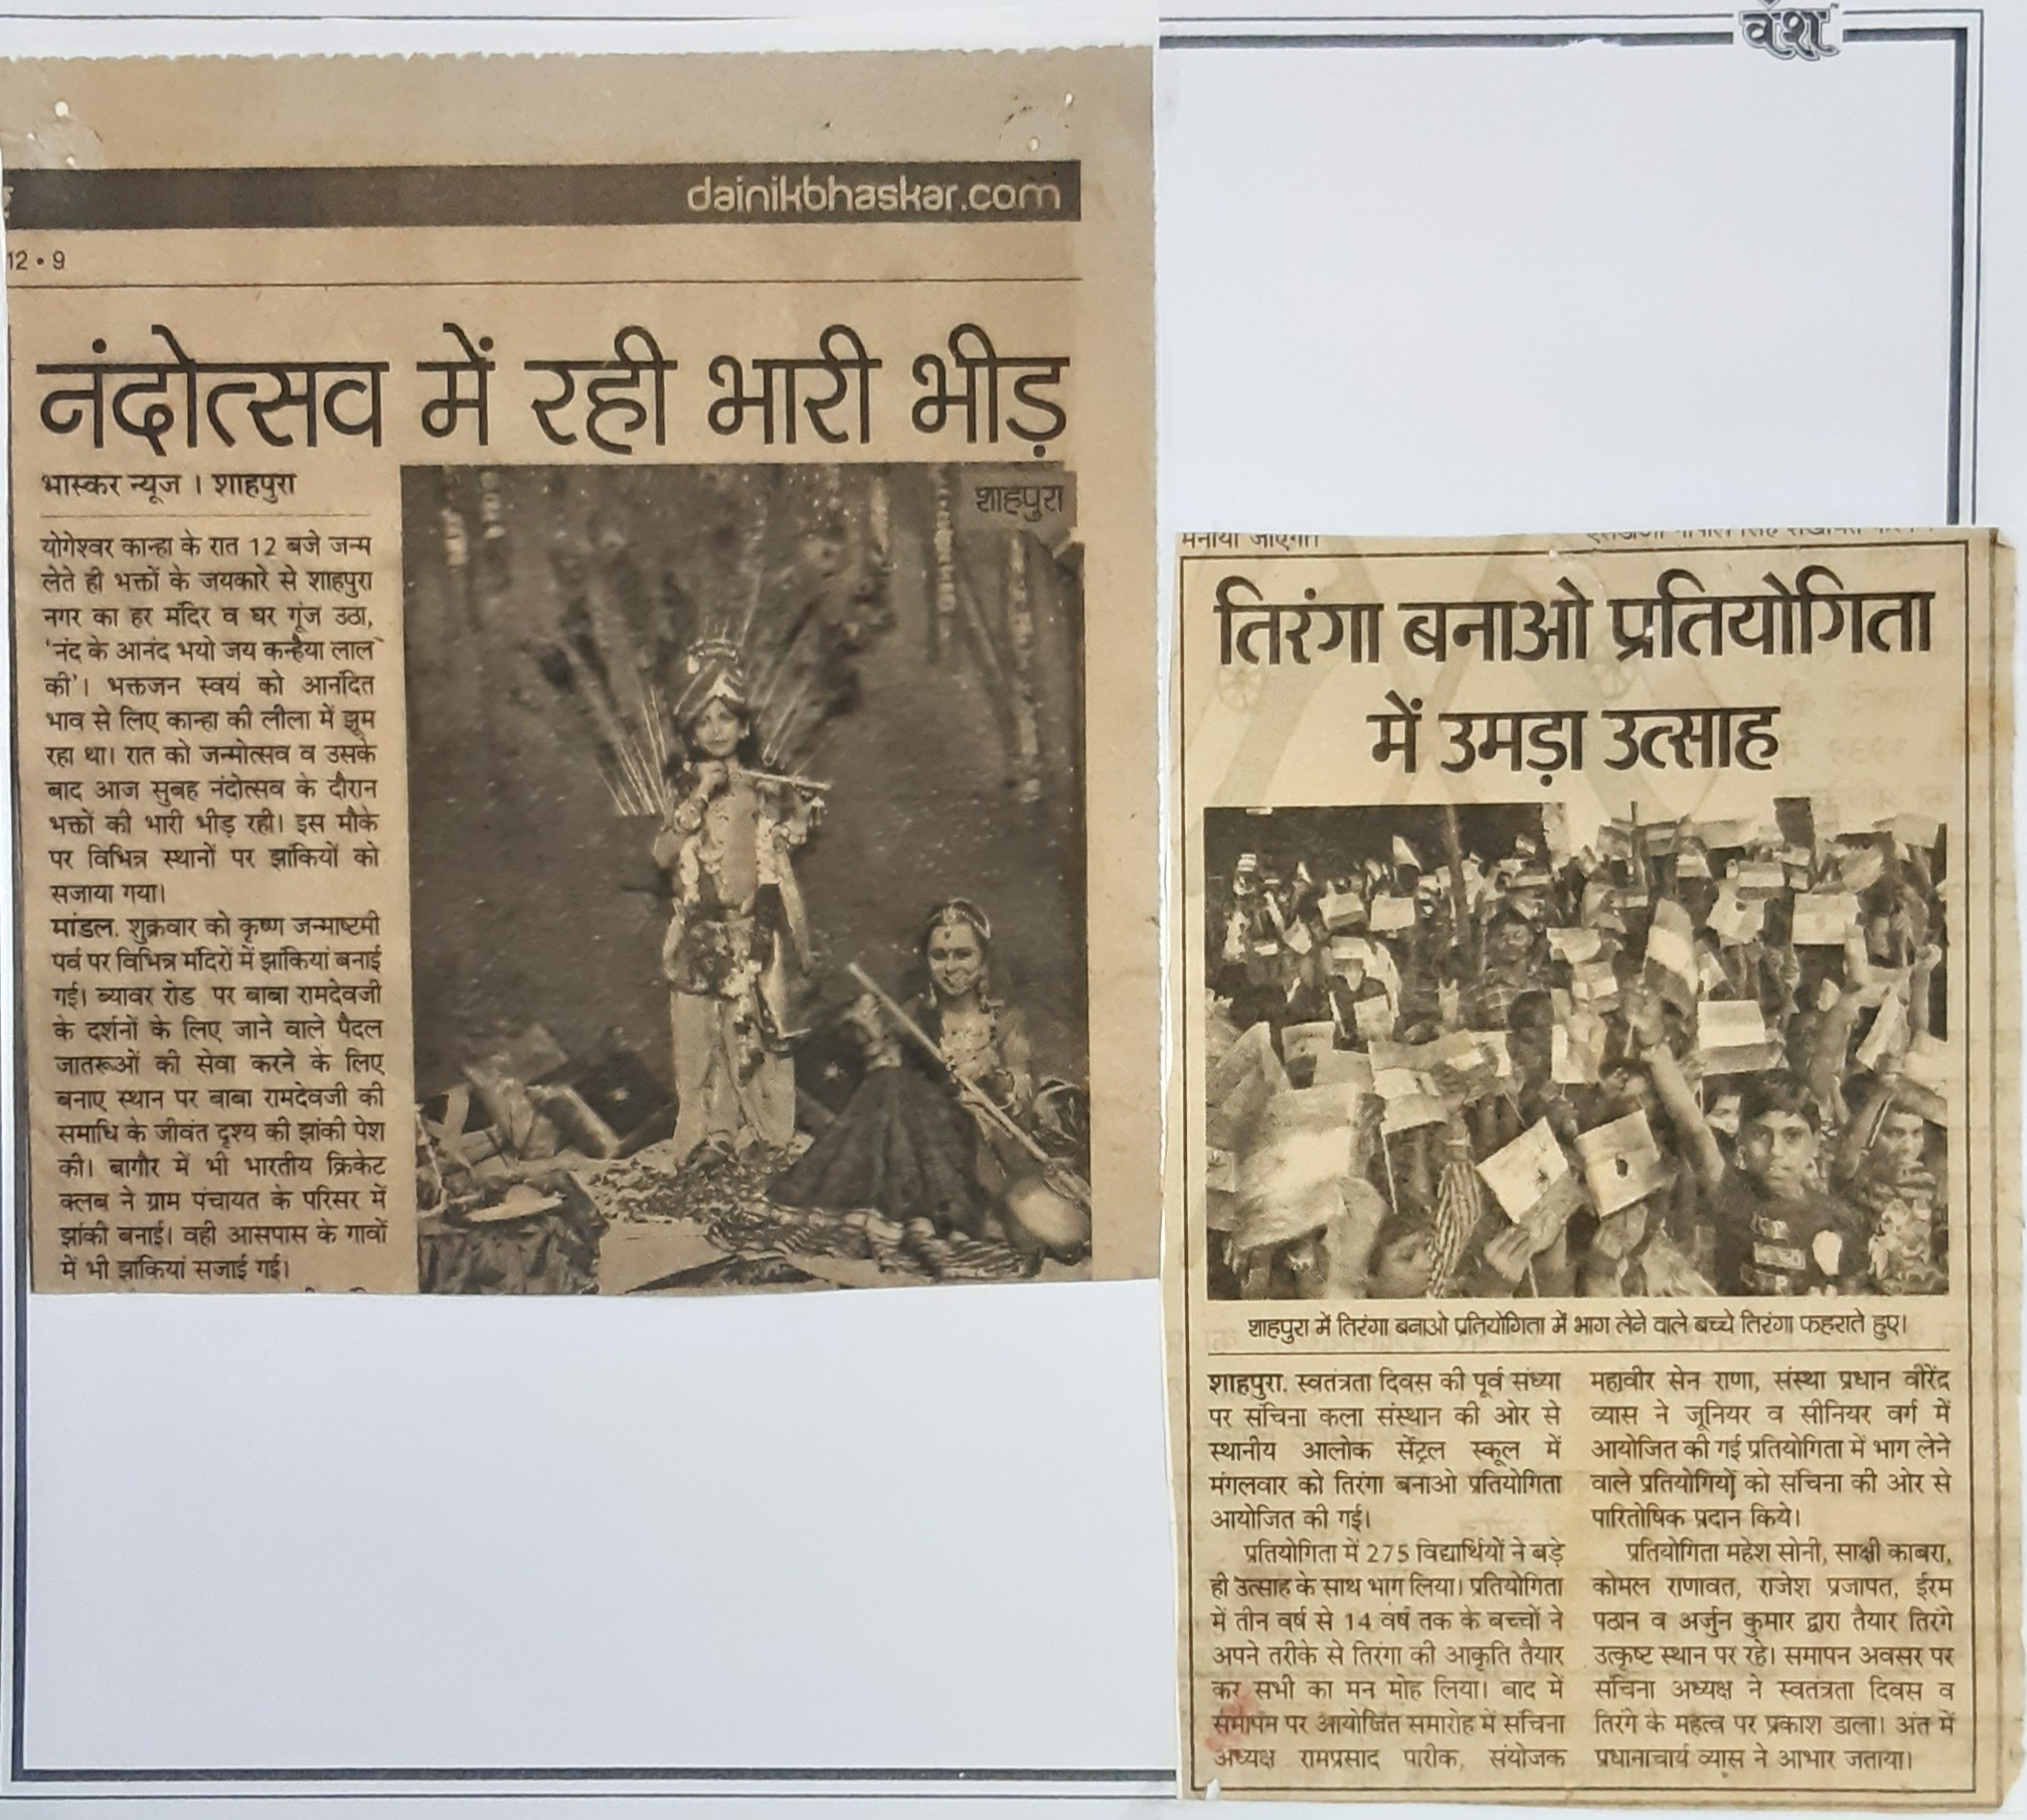 वंश
dainikbhaskar.com
12 • 9
नंदोत्सव में रही भारी भीड़
भास्कर न्यूज । शाहपुरा
योगेश्वर कान्हा के रात 12 बजे जन्म
लेते ही भक्तों के जयकारे से शाहपुरा
नगर का हर मंदिर व घर गूंज उठा,
'नंद के आनंद भयो जय कन्हैया लाल
की'। भक्तजन स्वयं को आनंदित
भाव से लिए कान्हा की लीला में झूम
रहा था। रात को जन्मोत्सव व उसके
बाद आज सुबह नंदोत्सव के दौरान
भक्तों की भारी भीड़ रही। इस मौके
पर विभिन्न स्थानों पर झांकियों को
सजाया गया।
मांडल. शुक्रवार को कृष्ण जन्माष्टमी
पर्व पर विभिन्न मंदिरों में झांकियां बनाई
गई। ब्यावर रोड पर बाबा रामदेवजी
के दर्शनों के लिए जाने वाले पैदल
जातरूओं की सेवा करने के लिए
बनाए स्थान पर बाबा रामदेवजी की
समाधि के जीवंत दृश्य की झांकी पेश
की। बागौर में भी भारतीय क्रिकेट
क्लब ने ग्राम पंचायत के परिसर में
झांकी बनाई। वही आसपास के गावों
में भी झांकियां सजाई गई।
शाहपुरा
मनाया जाएगा
तिरंगा बनाओ प्रतियोगिता
में उमड़ा उत्साह
शाहपुरा में तिरंगा बनाओ प्रतियोगिता में भाग लेने वाले बच्चे तिरंगा फहराते हुए।
शाहपुरा. स्वतंत्रता दिवस की पूर्व संध्या
पर संचिना कला संस्थान की ओर से
स्थानीय आलोक सेंट्रल स्कूल में
मंगलवार को तिरंगा बनाओ प्रतियोगिता
आयोजित की गई।
प्रतियोगिता में 275 विद्यार्थियों ने बड़े
ही उत्साह के साथ भाग लिया। प्रतियोगिता
में तीन वर्ष से 14 वर्ष तक के बच्चों ने
अपने तरीके से तिरंगा की आकृति तैयार
कर सभी का मन मोह लिया। बाद में
समापन पर आयोजित समारोह में संचिना
अध्यक्ष रामप्रसाद पारीक, संयोजक
महावीर सेन राणा, संस्था प्रधान वीरेंद्र
व्यास ने जूनियर व सीनियर वर्ग में
आयोजित की गई प्रतियोगिता में भाग लेने
वाले प्रतियोगियों को संचिना की ओर से
पारितोषिक प्रदान किये।
प्रतियोगिता महेश सोनी, साक्षी काबरा,
कोमल राणावत, राजेश प्रजापत, ईरम
पठान व अर्जुन कुमार द्वारा तैयार तिरंगे
उत्कृष्ट स्थान पर रहे। समापन अवसर पर
संचिना अध्यक्ष ने स्वतंत्रता दिवस व
तिरंगे के महत्व पर प्रकाश डाला। अंत में
प्रधानाचार्य व्यास ने आभार जताया।